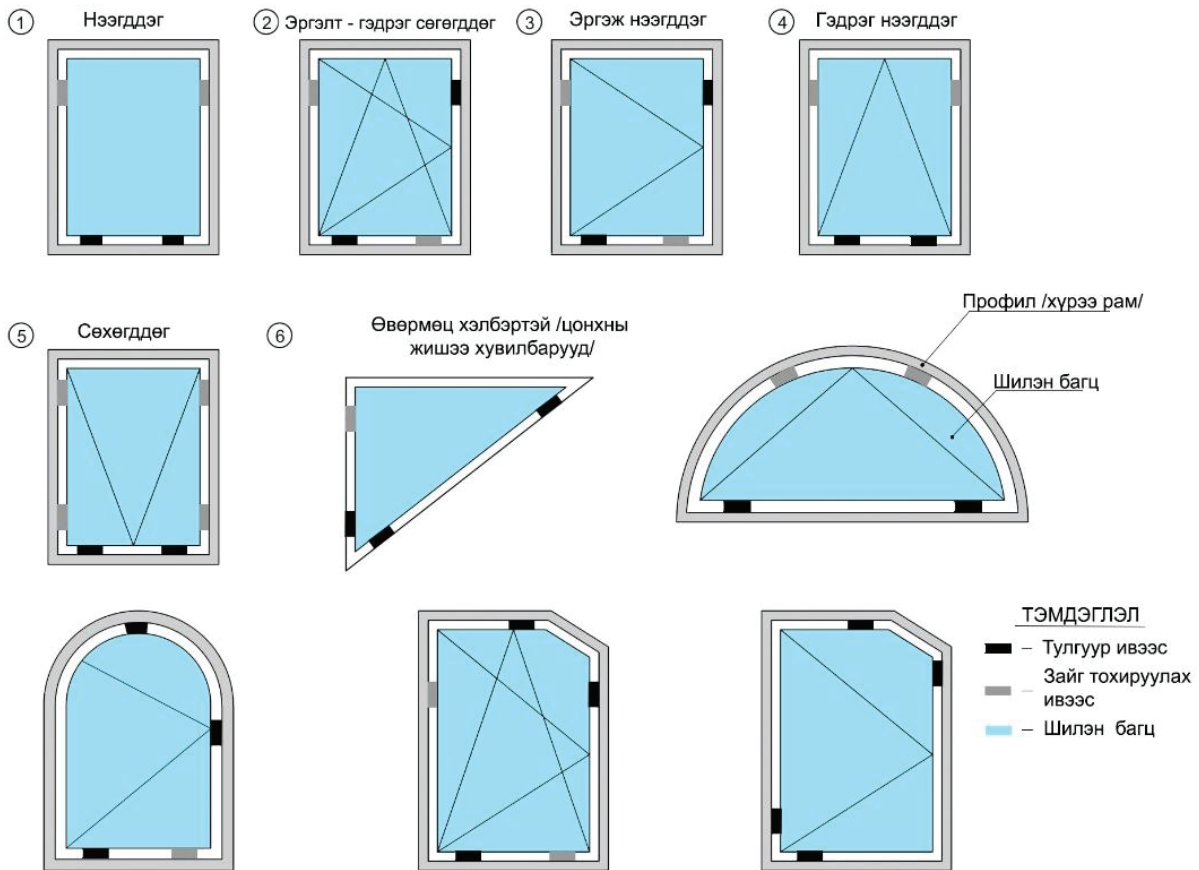 1 Нээгддэг
2 Эргэлт - гэдрэг сөгөгддөг
3 Эргэж нээгддэг
4 Гэдрэг нээгддэг
5 Сөхөгддөг
6 Өвөрмөц хэлбэртэй /цонхны
жишээ хувилбарууд/
Профил /хүрээ рам/
Шилэн багц
ТЭМДЭГЛЭЛ
– Тулгуур ивээс
– Зайг тохируулах
ивээс
– Шилэн багц